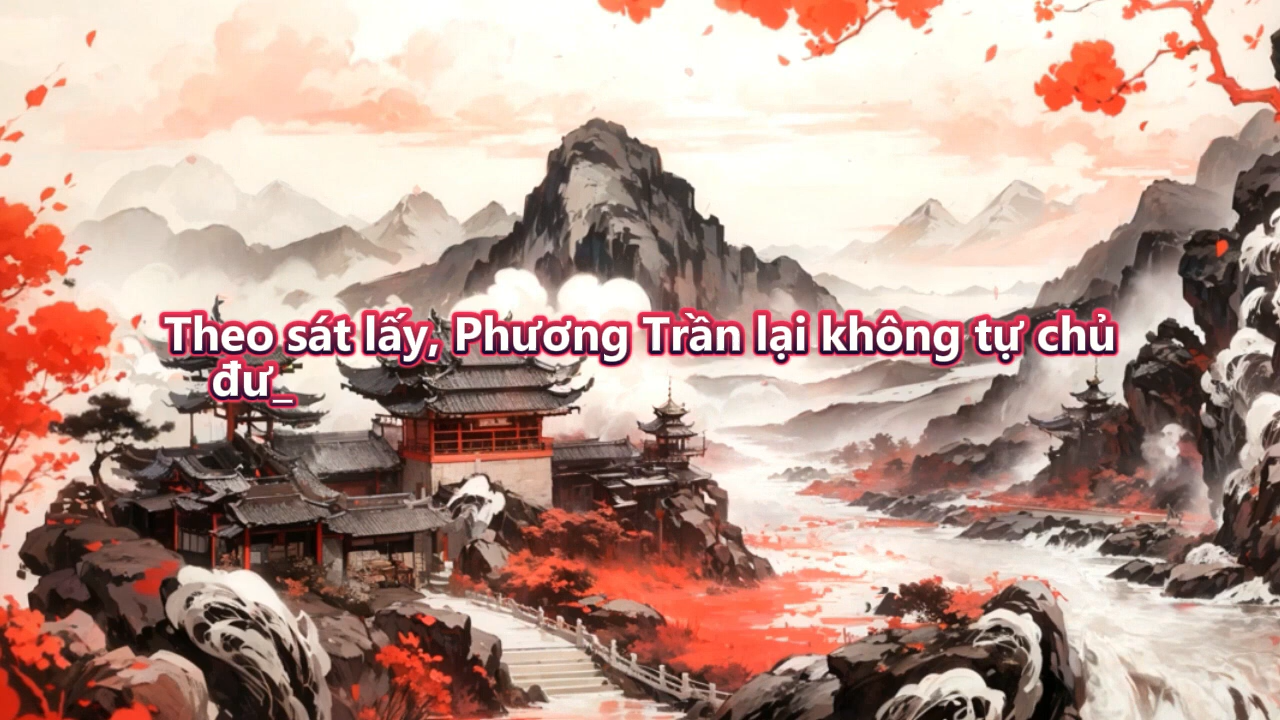 Theo sát lấy, Phương Trần lại không tự chủ
đư_